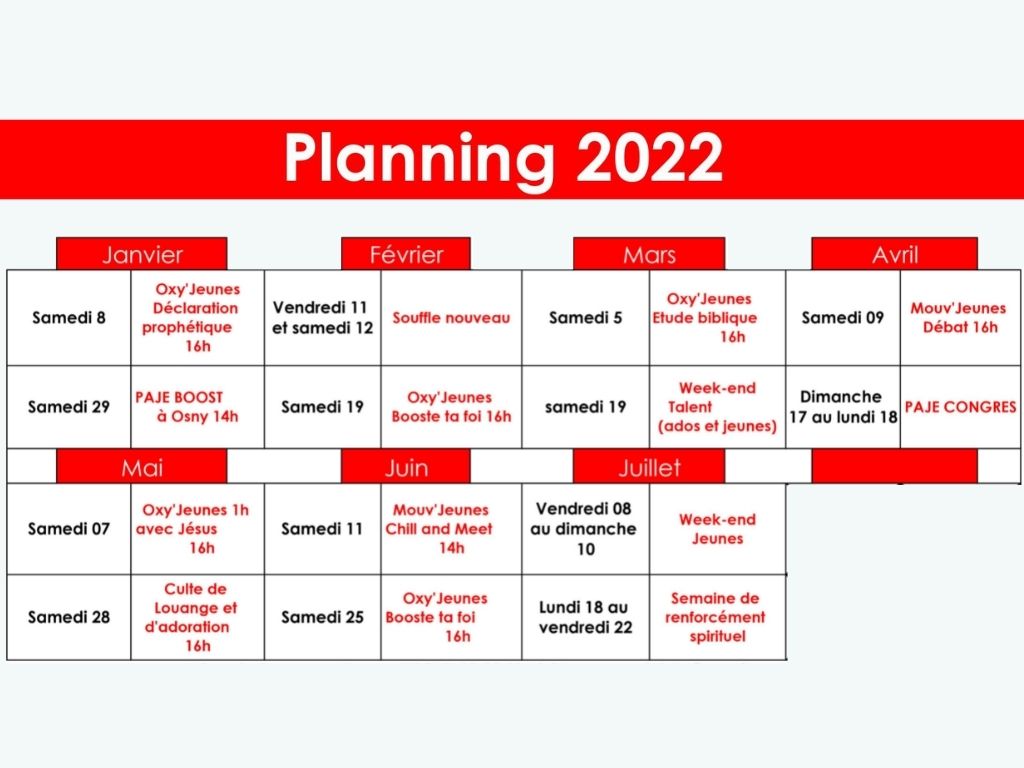 Planning 2022
Janvier
Février
Mars
Avril
Samedi 8
Oxy'Jeunes
Déclaration
prophétique
16h
Vendredi 11
et samedi 12
Souffle nouveau
Samedi 5
Oxy'Jeunes
Etude biblique
16h
Samedi 09
Mouv'Jeunes
Débat 16h
Samedi 29
PAJE BOOST
à Osny 14h
Samedi 19
Oxy'Jeunes
Booste ta foi 16h
samedi 19
Week-end
Talent
(ados et jeunes)
Dimanche
17 au lundi 18
PAJE CONGRES
Mai
Juin
Juillet
Samedi 07
Oxy'Jeunes 1h
avec Jésus
16h
Samedi 11
Mouv'Jeunes
Chill and Meet
14h
Vendredi 08
au dimanche
10
Week-end
Jeunes
Samedi 28
Culte de
Louange et
d'adoration
16h
Samedi 25
Oxy'Jeunes
Booste ta foi
16h
Lundi 18 au
vendredi 22
Semaine de
renforcément
spirituel